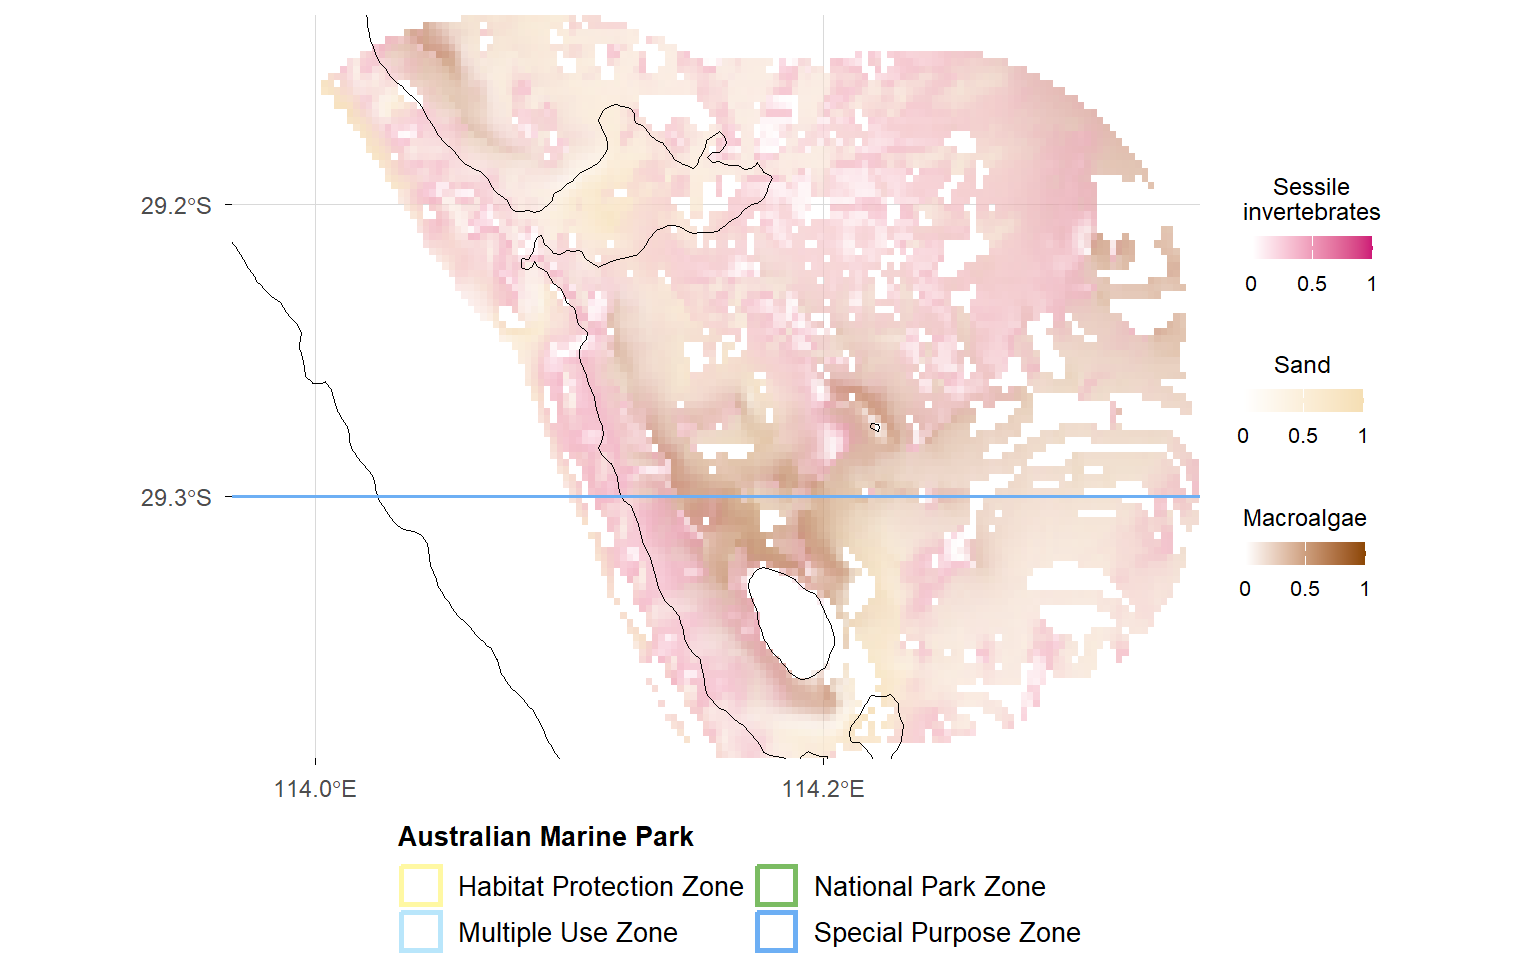 29.2°S
29.3°S
114.0°E
114.2°E
Sessile
invertebrates
0 0.5 1
Sand
0 0.5 1
Macroalgae
0 0.5 1
Australian Marine Park
Habitat Protection Zone
National Park Zone
Multiple Use Zone
Special Purpose Zone